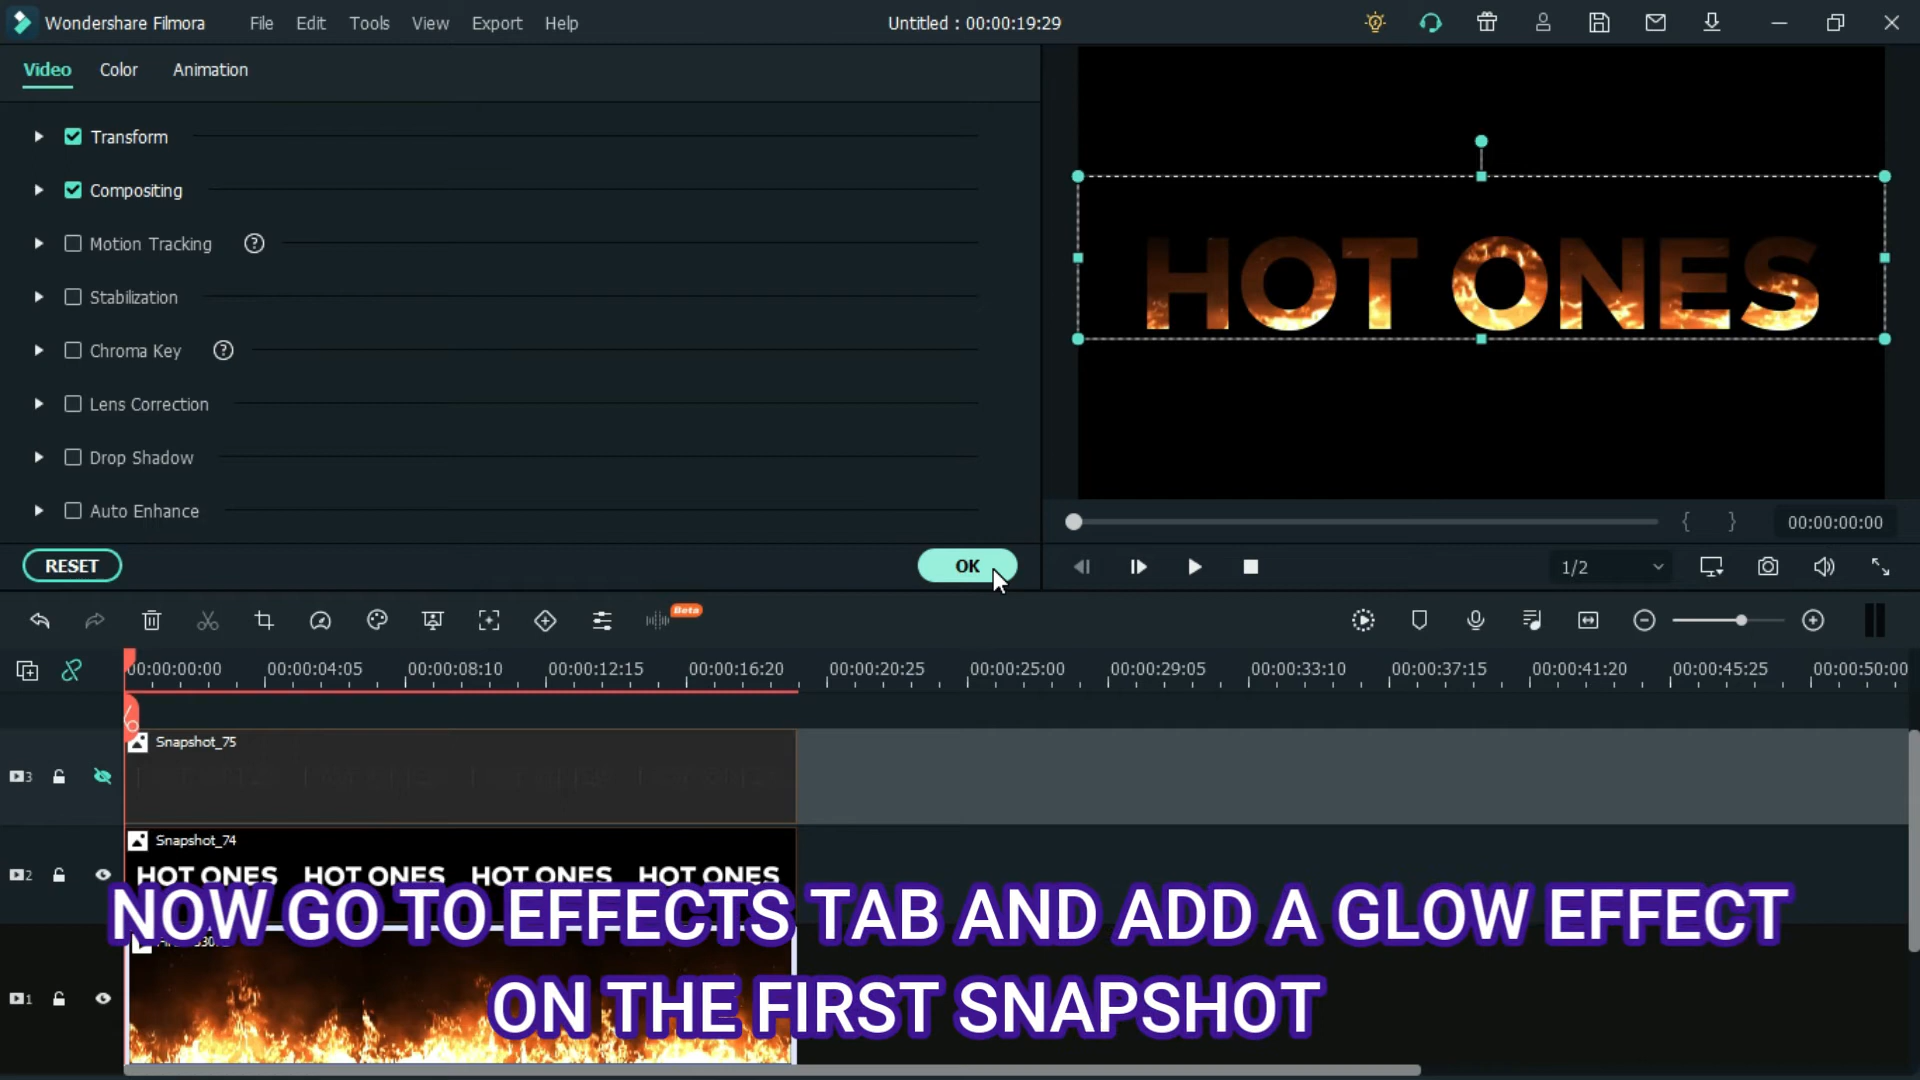 Wondershare Filmora
File
Edit
Tools
View
Export
Help
Untitled : 00:00:19:29
Video
Color
Animation
Transform
Compositing
Motion Tracking
?
Stabilization
Chroma Key
?
Lens Correction
Drop Shadow
Auto Enhance
RESET
OK
HOT ONES
{ }
00:00:00:00
1/2
Beta
00:00:00:00
00:00:04:05
00:00:08:10
00:00:12:15
00:00:16:20
00:00:20:25
00:00:25:00
00:00:29:05
00:00:33:10
00:00:37:15
00:00:41:20
00:00:45:25
00:00:50:00
3
Snapshot_75
2
Snapshot_74
HOT ONES HOT ONES HOT ONES HOT ONES
1
NOW GO TO EFFECTS TAB AND ADD A GLOW EFFECT
ON THE FIRST SNAPSHOT